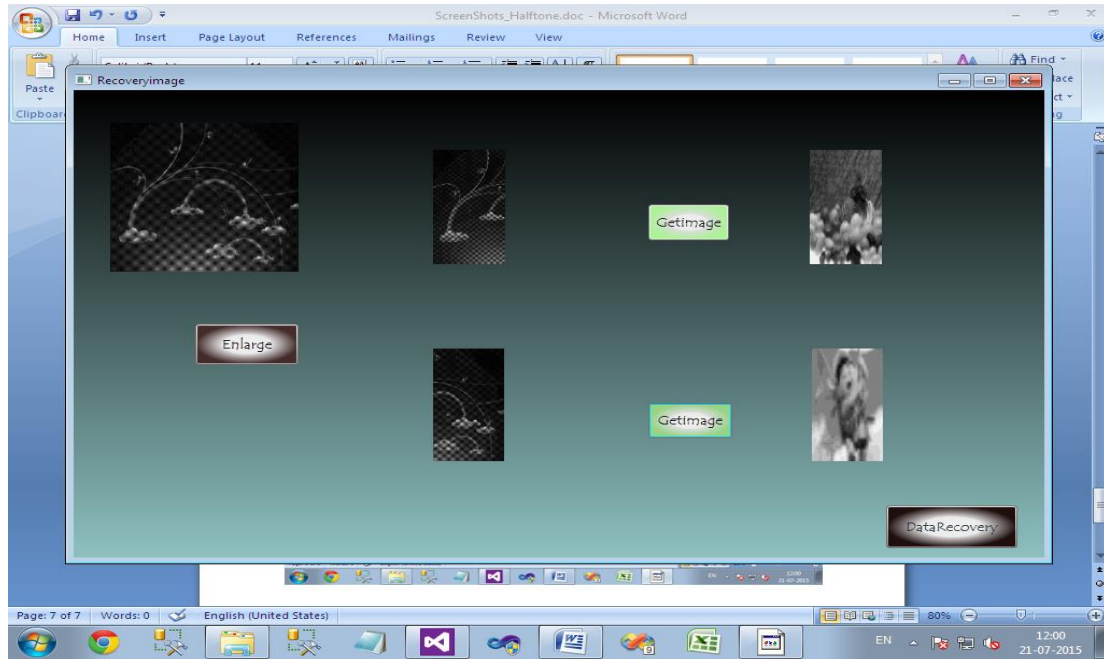 ScreenShots_Halftone.doc - Microsoft Word
Home Insert Page Layout References Mailings Review View
Paste
Find
Clipboar
Recoveryimage
Getimage
Enlarge
Getimage
DataRecovery
Page: 7 of 7 Words: 0 English (United States) 80%
EN 12:00
21-07-2015